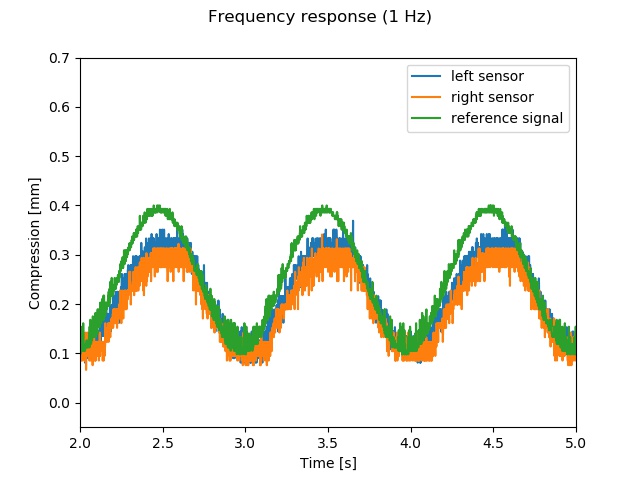 Frequency response (1 Hz)
0.7
0.6
0.5
0.4
0.3
0.2
0.1
0.0
Compression [mm]
left sensor
right sensor
reference signal
2.0 2.5 3.0 3.5 4.0 4.5 5.0
Time [s]